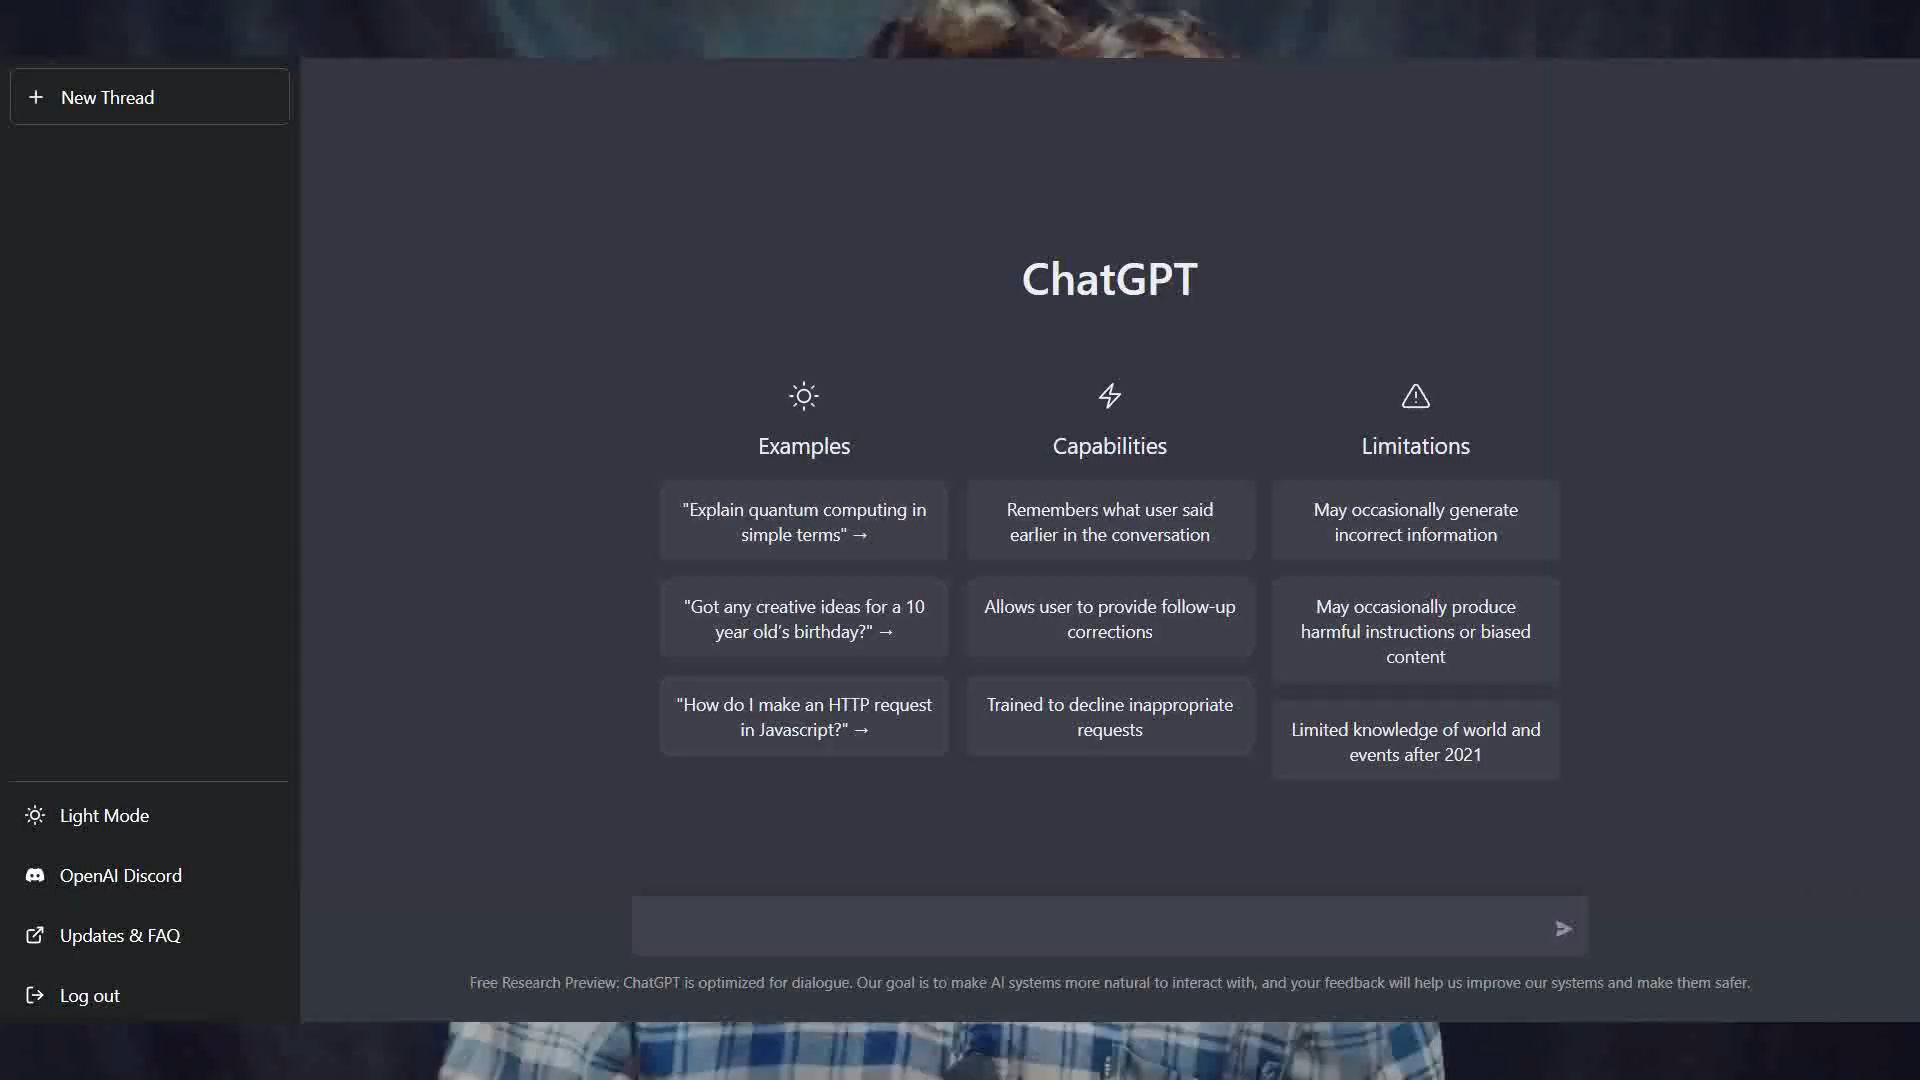 New Thread
ChatGPT
Examples
"Explain quantum computing in
simple terms" →
"Got any creative ideas for a 10
year old's birthday?" →
"How do I make an HTTP request
in Javascript?" →
Capabilities
Remembers what user said
earlier in the conversation
Allows user to provide follow-up
corrections
Trained to decline inappropriate
requests
Limitations
May occasionally generate
incorrect information
May occasionally produce
harmful instructions or biased
content
Limited knowledge of world and
events after 2021
Light Mode
OpenAI Discord
Updates & FAQ
Log out
Free Research Preview: ChatGPT is optimized for dialogue. Our goal is to make AI systems more natural to interact with, and your feedback will help us improve our systems and make them safer.